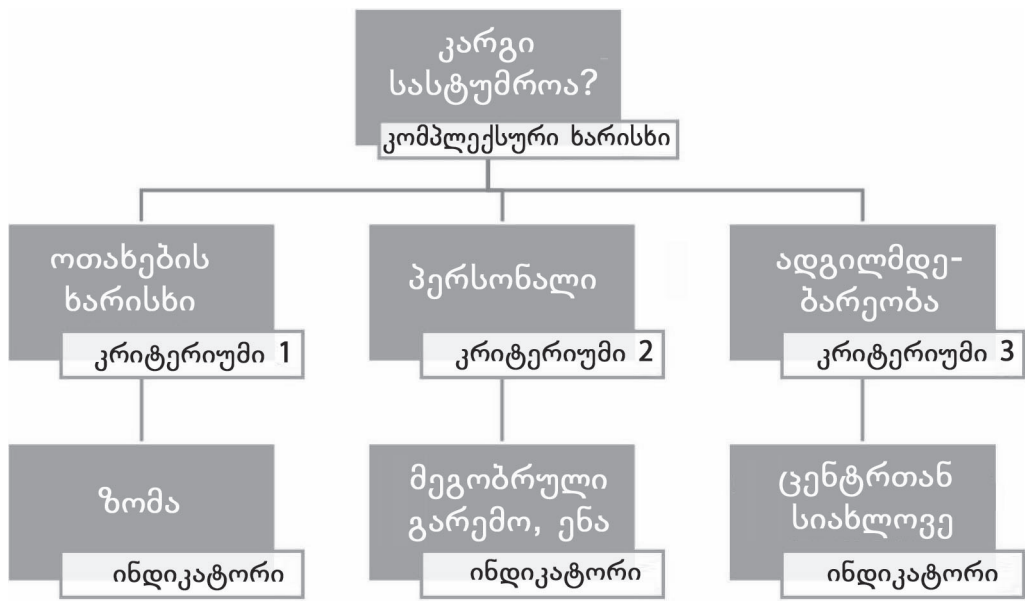 კარგი
სასტუმროა?
კომპლექსური ხარისხი
ოთახების
ხარისხი
კრიტერიუმი 1
პერსონალი
კრიტერიუმი 2
ადგილმდე-
ბარეობა
კრიტერიუმი 3
ზომა
ინდიკატორი
მეგობრული
გარემო, ენა
ინდიკატორი
ცენტრთან
სიახლოვე
ინდიკატორი